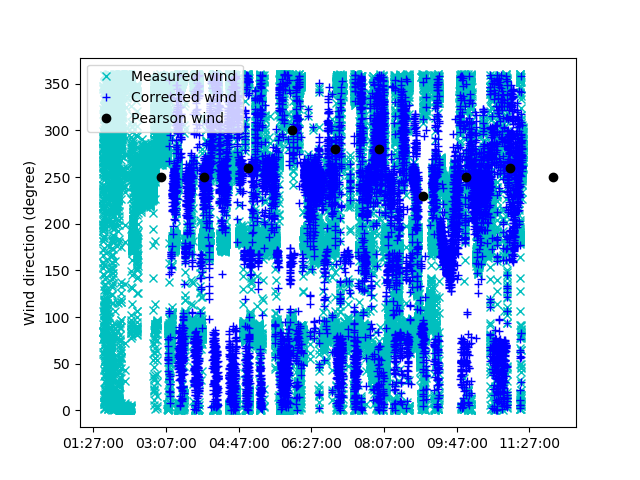 Measured wind
Corrected wind
Pearson wind
Wind direction (degree)
350
300
250
200
150
100
50
0
01:27:00 03:07:00 04:47:00 06:27:00 08:07:00 09:47:00 11:27:00